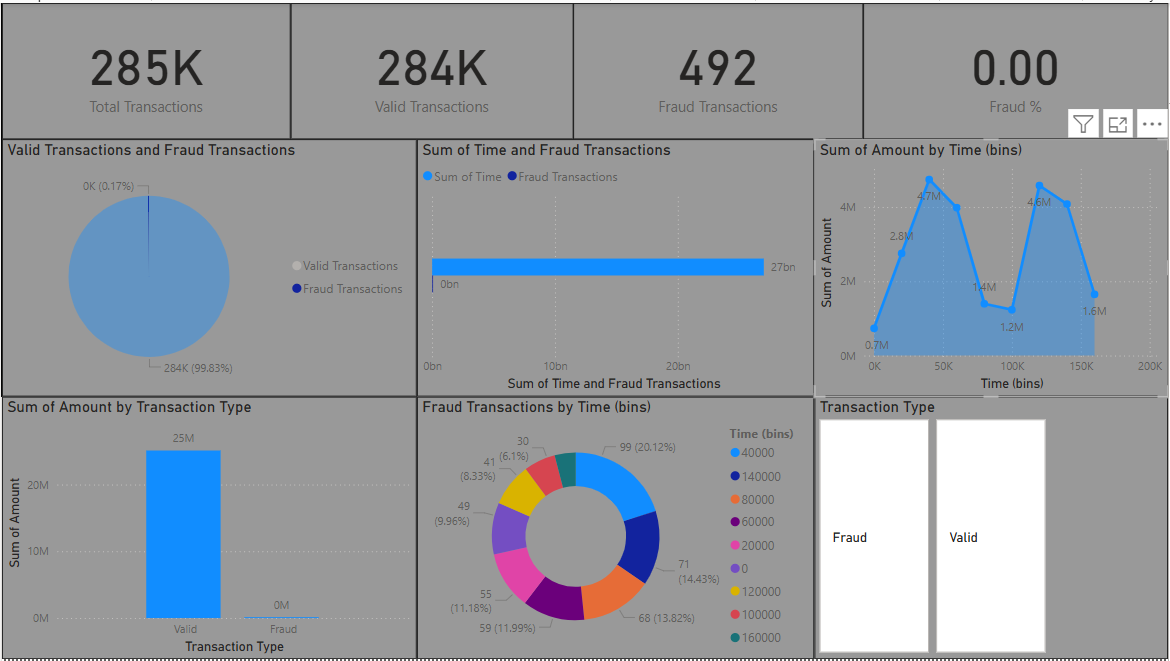 285K
Total Transactions
284K
Valid Transactions
492
Fraud Transactions
0.00
Fraud %
Valid Transactions and Fraud Transactions
0K (0.17%)
Valid Transactions
Fraud Transactions
284K (99.83%)
Sum of Time and Fraud Transactions
Sum of Time
Fraud Transactions
27bn
0bn
0bn
10bn
20bn
Sum of Time and Fraud Transactions
Sum of Amount by Time (bins)
Sum of Amount
4M
2M
0M
0.7M
2.8M
4.7M
1.4M
1.2M
4.6M
1.6M
0K
50K
100K
150K
200K
Time (bins)
Sum of Amount by Transaction Type
Sum of Amount
20M
10M
0M
25M
0M
Valid
Fraud
Transaction Type
Fraud Transactions by Time (bins)
99 (20.12%)
71
(14.43%)
68 (13.82%)
59 (11.99%)
55
(11.18%)
49
(9.96%)
41
(8.33%)
30
(6.1%)
Time (bins)
40000
140000
80000
60000
20000
0
120000
100000
160000
Transaction Type
Fraud
Valid